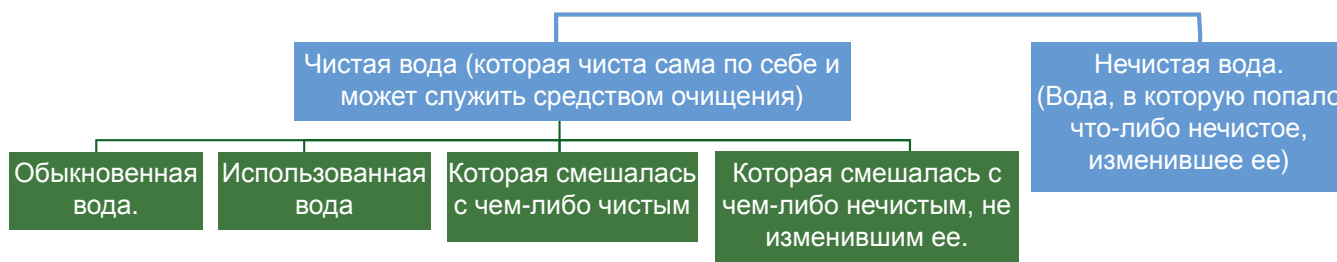 Чистая вода (которая чиста сама по себе и
может служить средством очищения)
Нечистая вода.
(Вода, в которую попало
что-либо нечистое,
изменившее ее)
Обыкновенная
вода.
Использованная
вода
Которая смешалась
с чем-либо чистым
Которая смешалась с
чем-либо нечистым, не
изменившим ее.